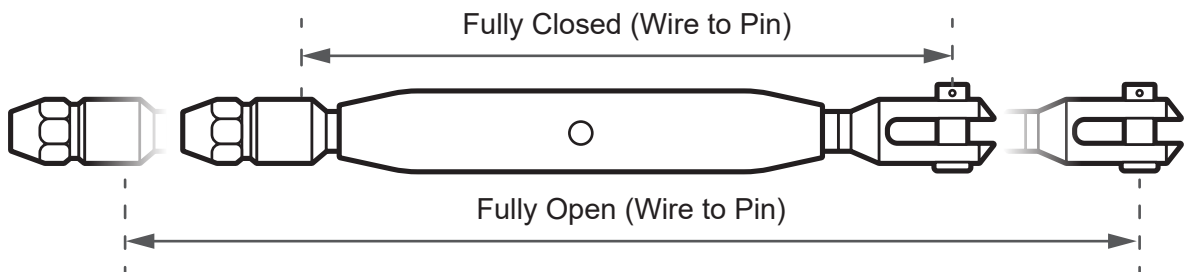 Fully Closed (Wire to Pin)
Fully Open (Wire to Pin)